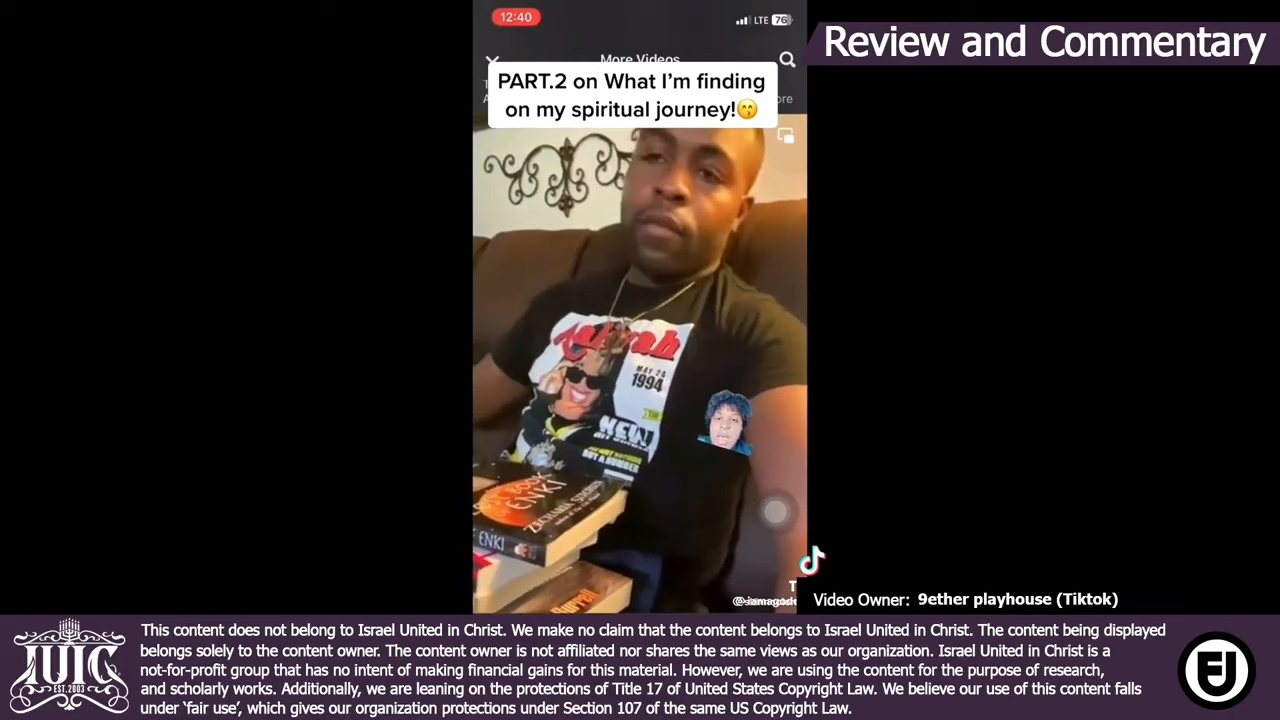 12:40
LTE 76
Review and Commentary
More Videos
PART.2 on What I'm finding
on my spiritual journey!😙
MAY 24
1994
NEW
BOOK
OF ENKI
ZECHARIA SITCHIN
ENKI
Video Owner: 9ether playhouse (Tiktok)
IUIC
EST.2003
This content does not belong to Israel United in Christ. We make no claim that the content belongs to Israel United in Christ. The content being displayed
belongs solely to the content owner. The content owner is not affiliated nor shares the same views as our organization. Israel United in Christ is a
not-for-profit group that has no intent of making financial gains for this material. However, we are using the content for the purpose of research,
and scholarly works. Additionally, we are leaning on the protections of Title 17 of United States Copyright Law. We believe our use of this content falls
under 'fair use', which gives our organization protections under Section 107 of the same US Copyright Law.